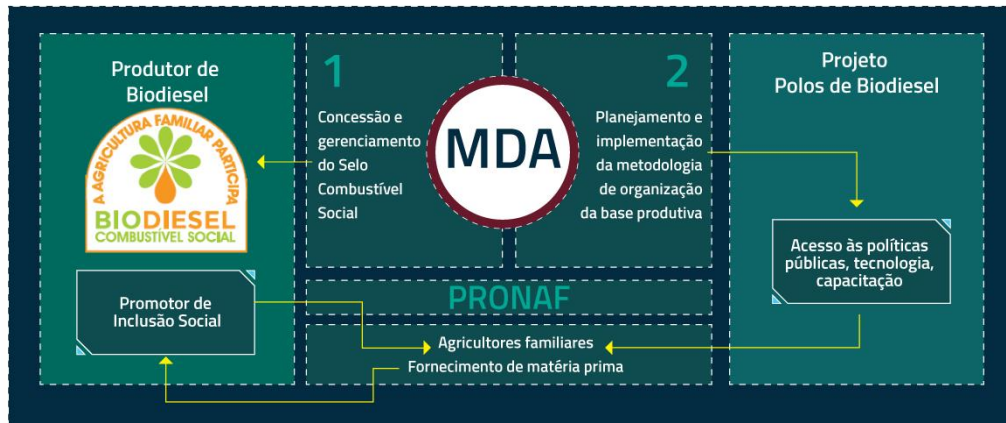 Produtor de
Biodiesel
A AGRICULTURA FAMILIAR PARTICIPA
BIODIESEL
COMBUSTÍVEL SOCIAL
Promotor de
Inclusão Social
1
Concessão e
gerenciamento
do Selo
Combustível
Social
MDA
2
Planejamento e
implementação
da metodologia
de organização
da base produtiva
PRONAF
Agricultores familiares
Fornecimento de matéria prima
Projeto
Polos de Biodiesel
Acesso às políticas
públicas, tecnologia,
capacitação